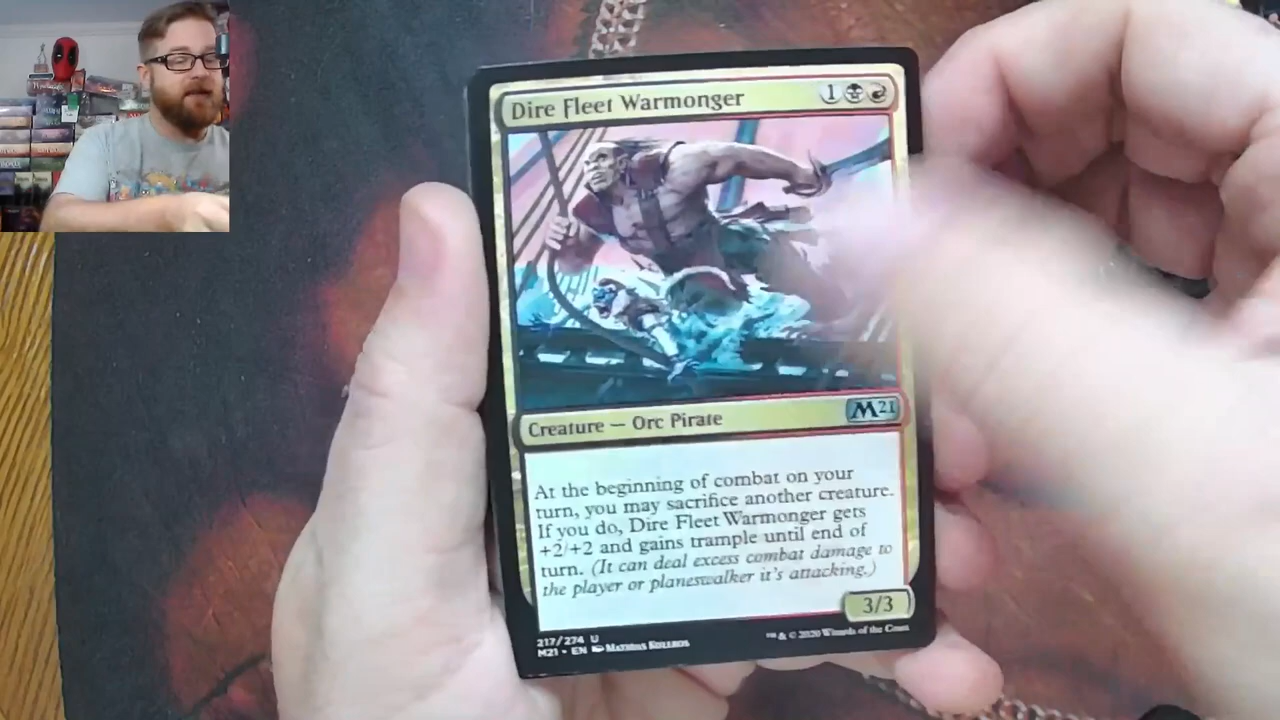 Dire Fleet Warmonger 1
Creature — Orc Pirate M21
At the beginning of combat on your
turn, you may sacrifice another creature.
If you do, Dire Fleet Warmonger gets
+2/+2 and gains trample until end of
turn. (It can deal excess combat damage to
the player or planeswalker it's attacking.)
3/3
217/274 U
M21 • EN Mathias Kollros
™ & © 2020 Wizards of the Coast